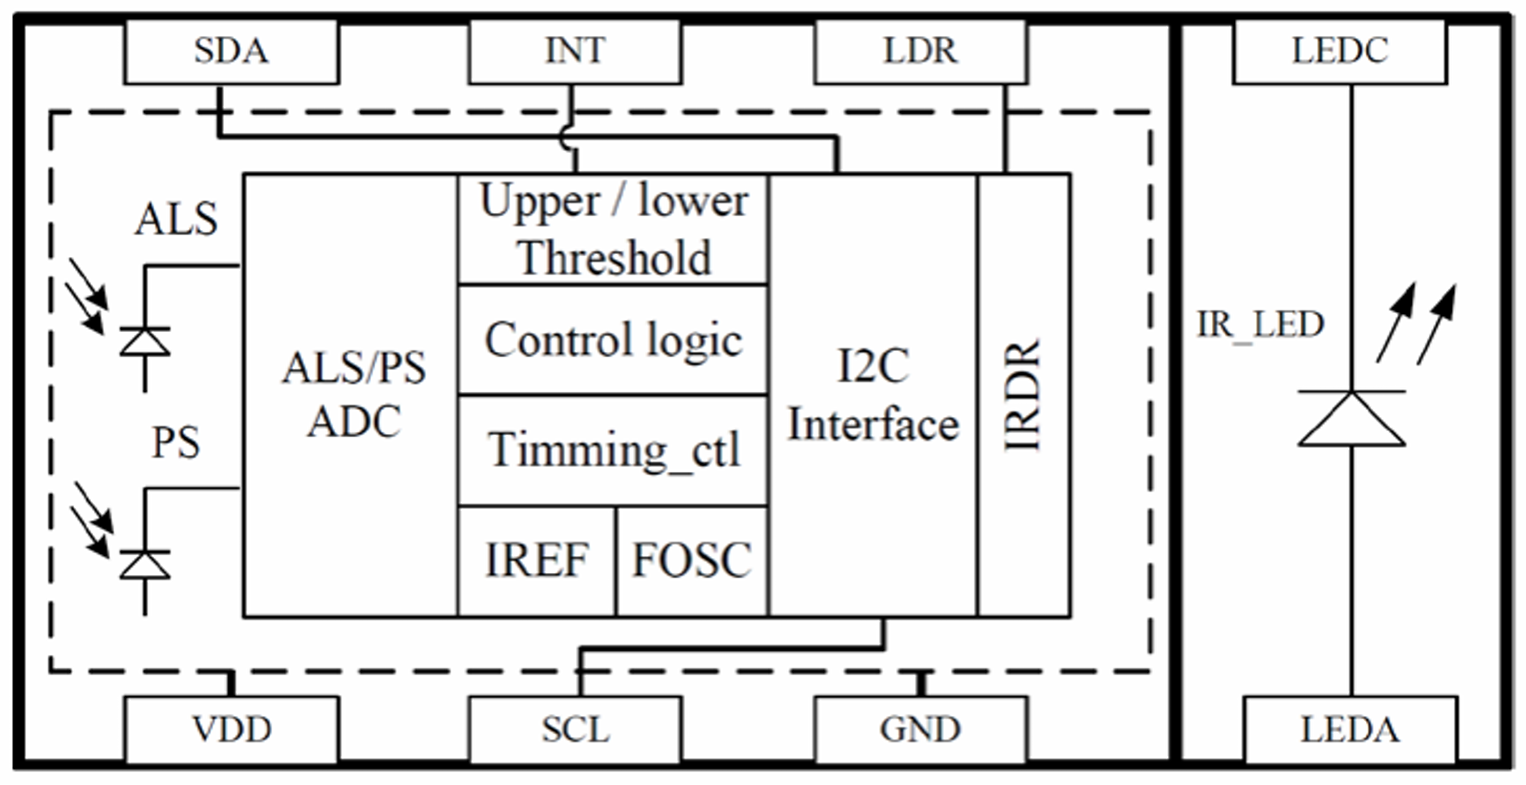 SDA
INT
LDR
LEDC
ALS
Upper / lower
Threshold
ALS/PS
ADC
Control logic
I2C
Interface
IRDR
IR_LED
PS
Timming_ctl
IREF
FOSC
VDD
SCL
GND
LEDA